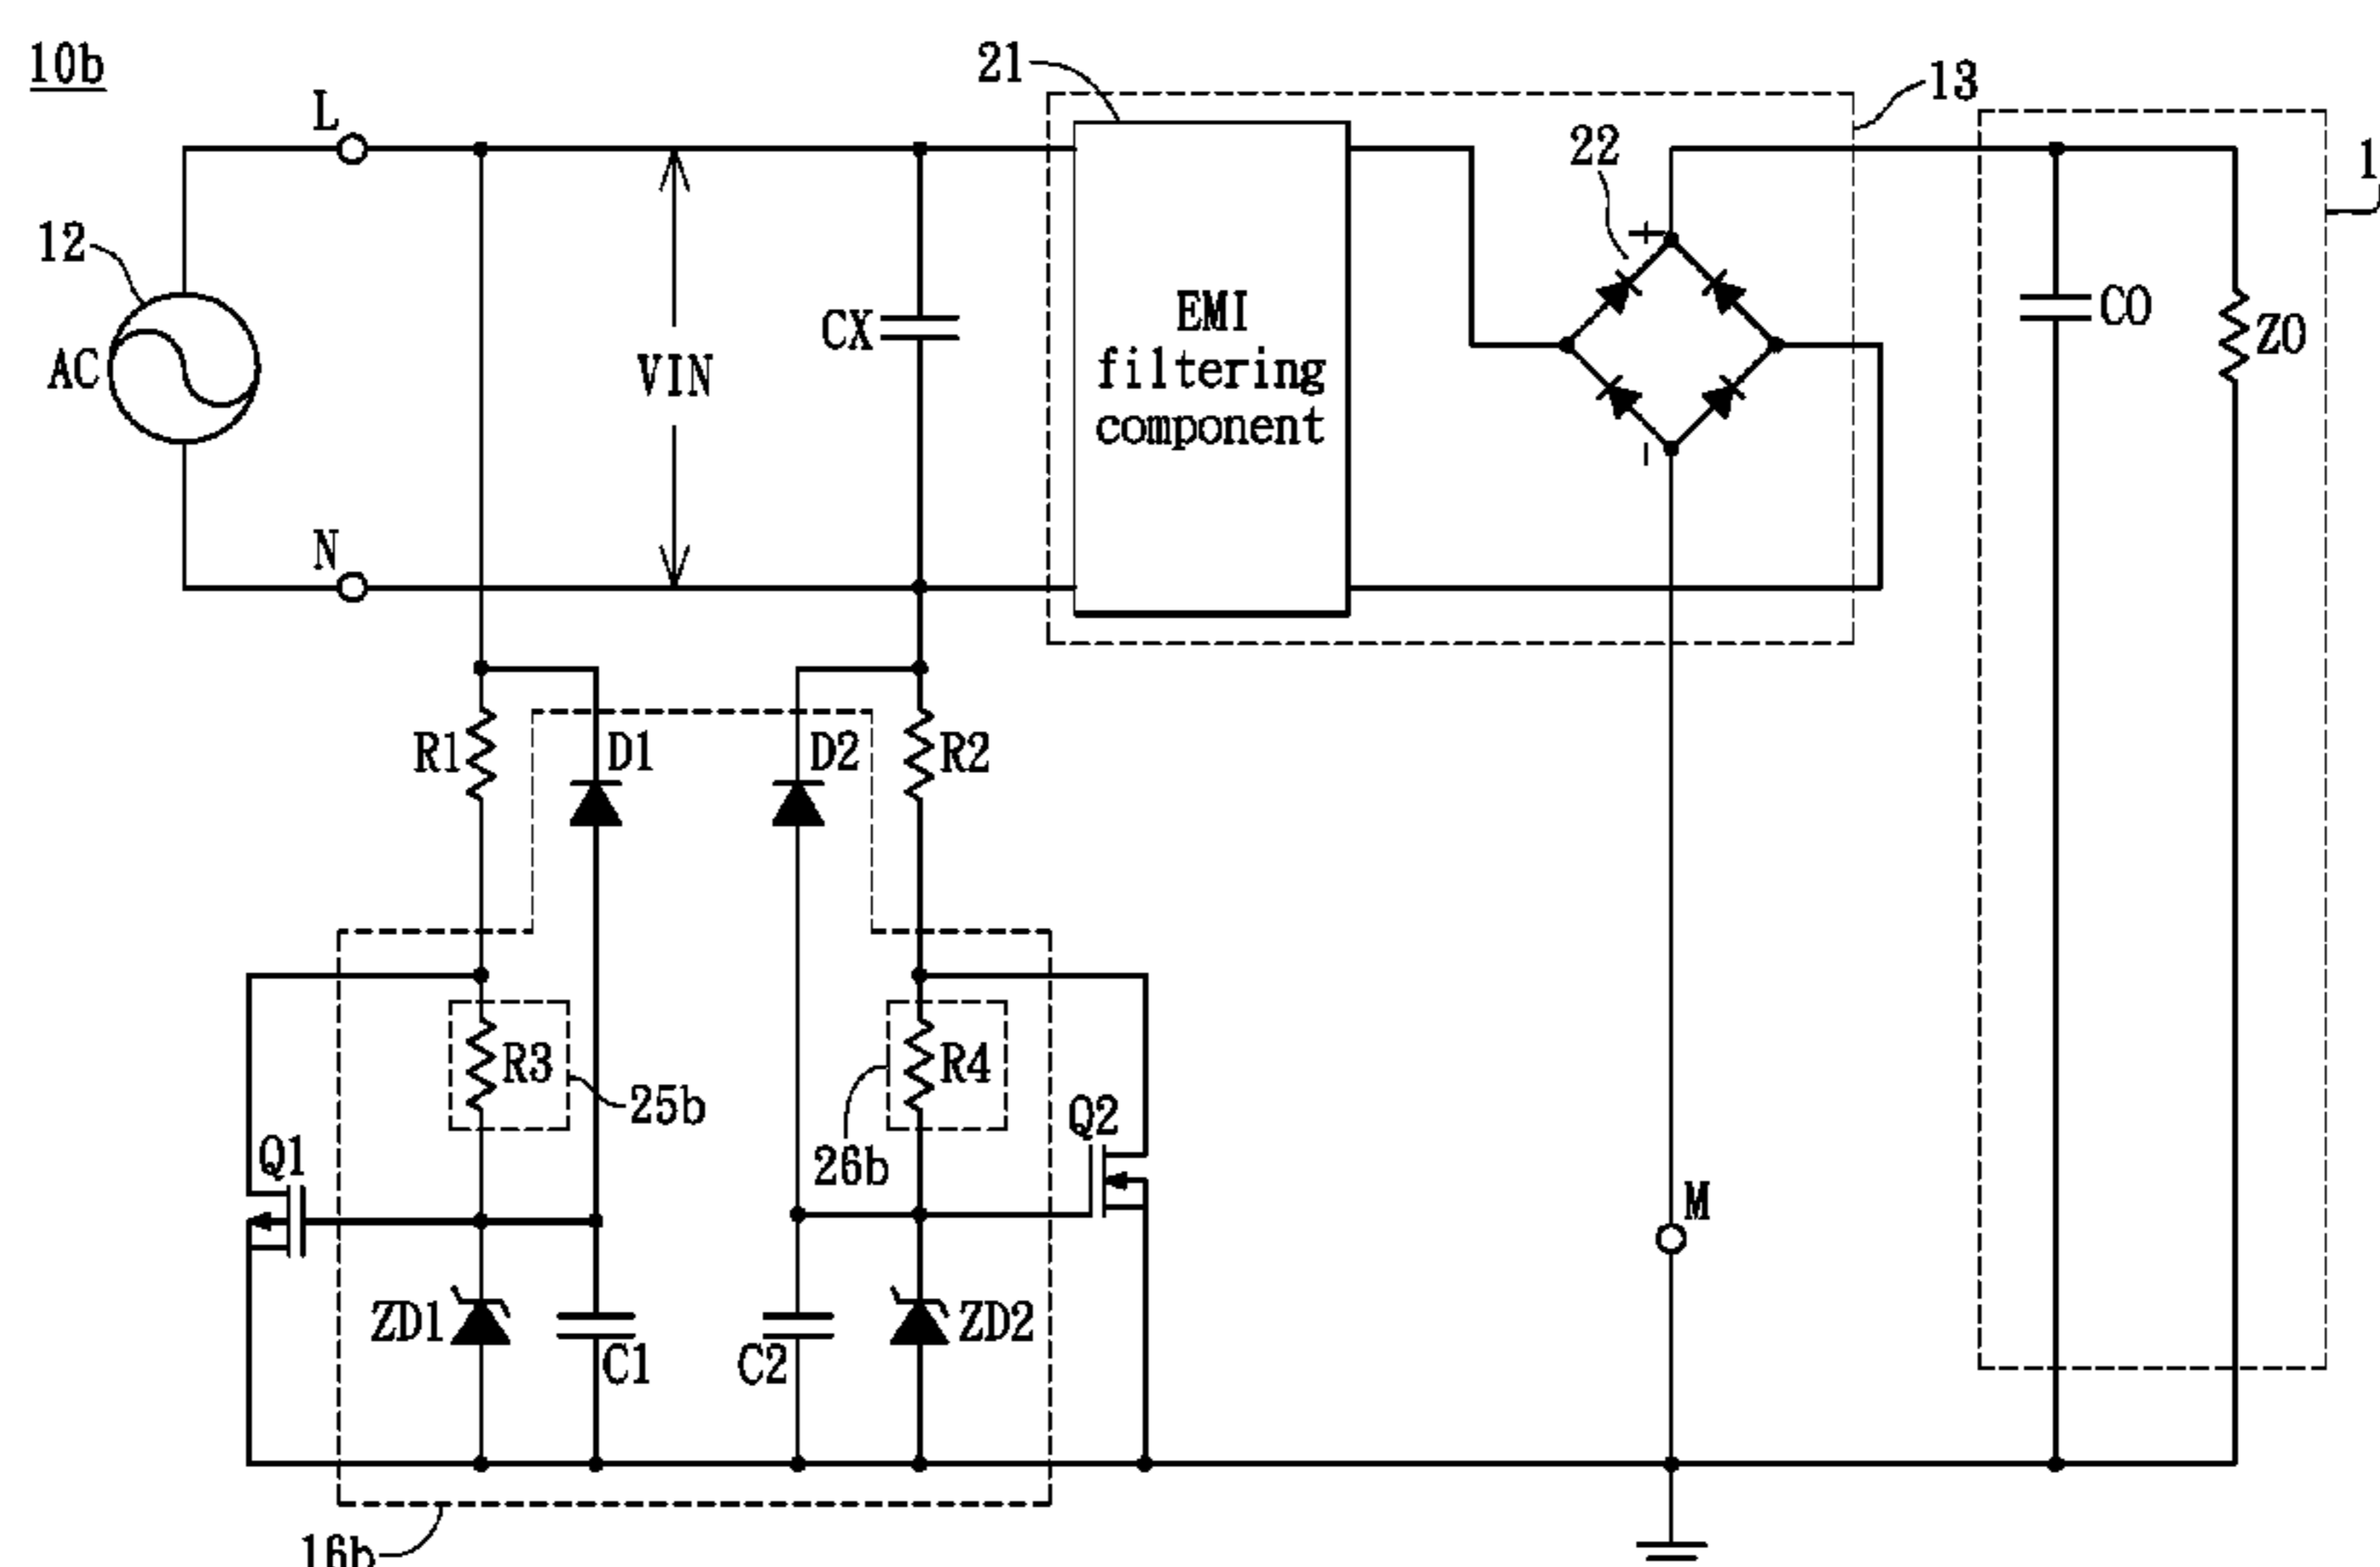 10b
21
13
L
22
1
12
+
CX
EMI
filtering
component
CO
ZO
AC
VIN
-
N
R1
D1
D2
R2
R3
R4
25b
Q2
Q1
26b
M
ZD1
C1
C2
ZD2
16b